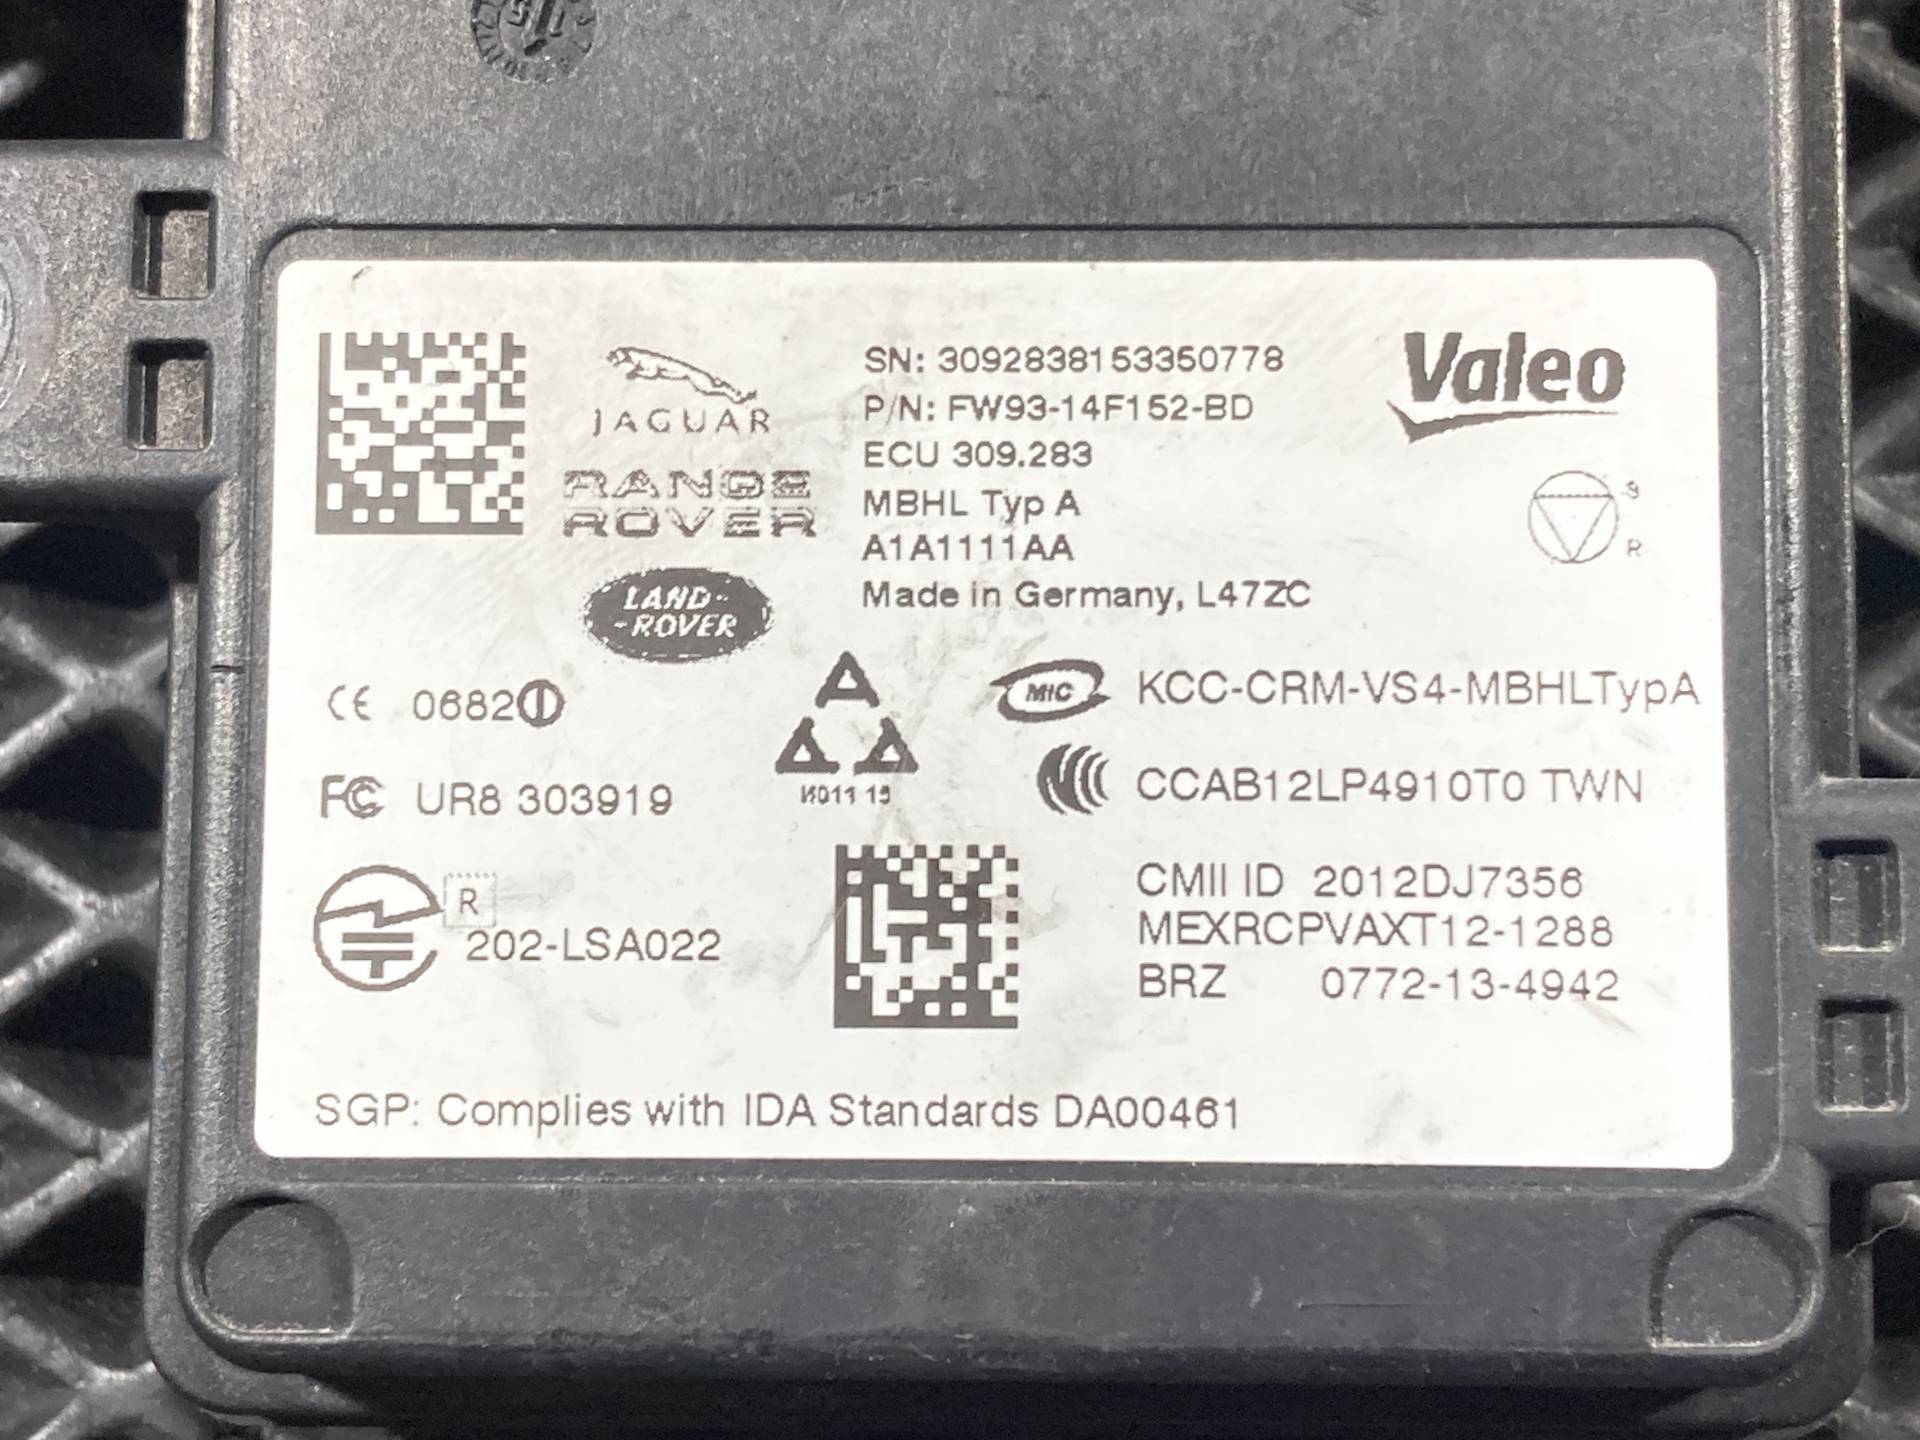 SN: 3092838153350778
P/N: FW93-14F152-BD
ECU 309.283
MBHL Typ A
A1A1111AA
Made in Germany, L47ZC
Valeo
JAGUAR
RANGE
ROVER
LAND-
-ROVER
R
CE 0682
MIC KCC-CRM-VS4-MBHLTypA
FC UR8 303919
CCAB12LP4910T0 TWN
R
202-LSA022
CMII ID 2012DJ7356
MEXRCPVAXT12-1288
BRZ 0772-13-4942
SGP: Complies with IDA Standards DA00461